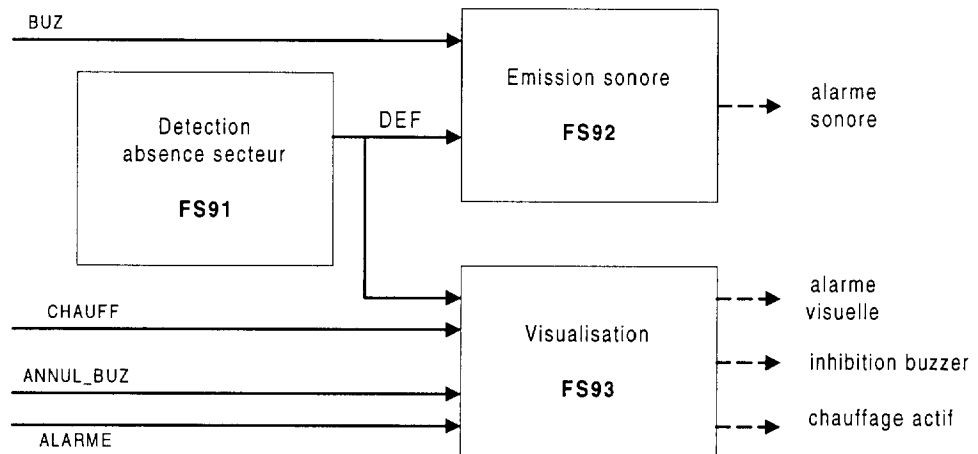 BUZ
Emission sonore
FS92
alarme
sonore
Detection
absence secteur
FS91
DEF
CHAUFF
ANNUL_BUZ
ALARME
Visualisation
FS93
alarme
visuelle
inhibition buzzer
chauffage actif